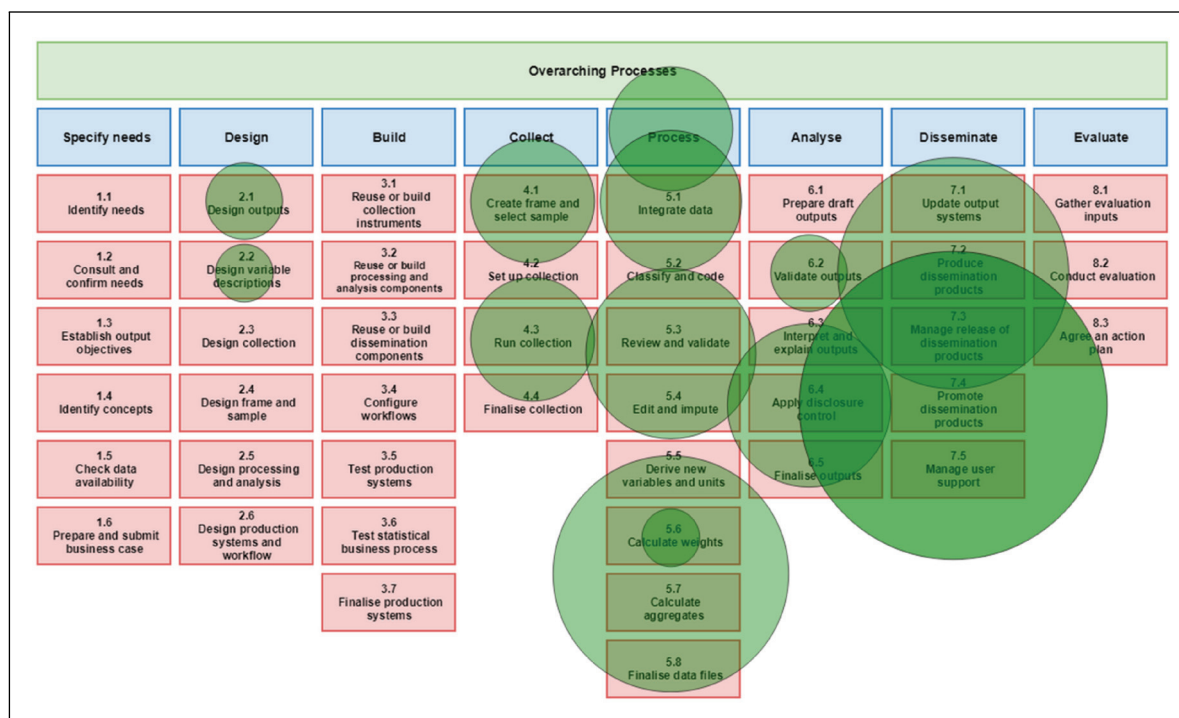 Overarching Processes
Specify needs
Design
Build
Collect
Process
Analyse
Disseminate
Evaluate
1.1
Identify needs
1.2
Consult and
confirm needs
1.3
Establish output
objectives
1.4
Identify concepts
1.5
Check data
availability
1.6
Prepare and submit
business case
2.1
Design outputs
2.2
Design variable
descriptions
2.3
Design collection
2.4
Design frame and
sample
2.5
Design processing
and analysis
2.6
Design production
systems and
workflow
3.1
Reuse or build
collection
instruments
3.2
Reuse or build
processing and
analysis components
3.3
Reuse or build
dissemination
components
3.4
Configure
workflows
3.5
Test production
systems
3.6
Test statistical
business process
3.7
Finalise production
systems
4.1
Create frame and
select sample
4.2
Set up collection
4.3
Run collection
4.4
Finalise collection
5.1
Integrate data
5.2
Classify and code
5.3
Review and validate
5.4
Edit and impute
5.5
Derive new
variables and units
5.6
Calculate weights
5.7
Calculate
aggregates
5.8
Finalise data files
6.1
Prepare draft
outputs
6.2
Validate outputs
6.3
Interpret and
explain outputs
6.4
Apply disclosure
control
6.5
Finalise outputs
7.1
Update output
systems
7.2
Produce
dissemination
products
7.3
Manage release of
dissemination
products
7.4
Promote
dissemination
products
7.5
Manage user
support
8.1
Gather evaluation
inputs
8.2
Conduct evaluation
8.3
Agree an action
plan